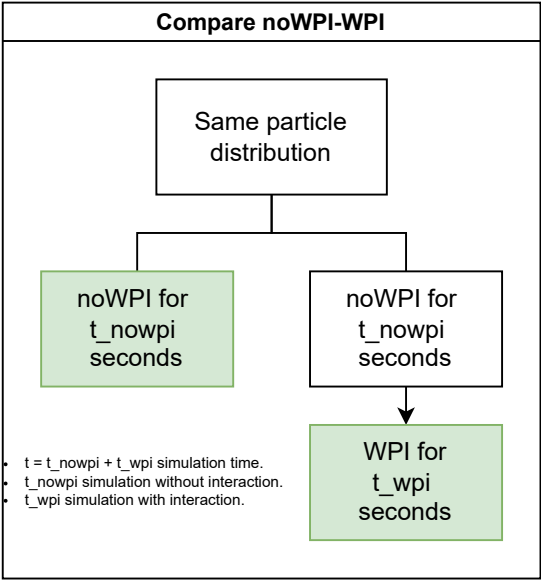 Compare noWPI-WPI
Same particle
distribution
noWPI for
t_nowpi
seconds
noWPI for
t_nowpi
seconds
WPI for
t_wpi
seconds
• t = t_nowpi + t_wpi simulation time.
• t_nowpi simulation without interaction.
• t_wpi simulation with interaction.